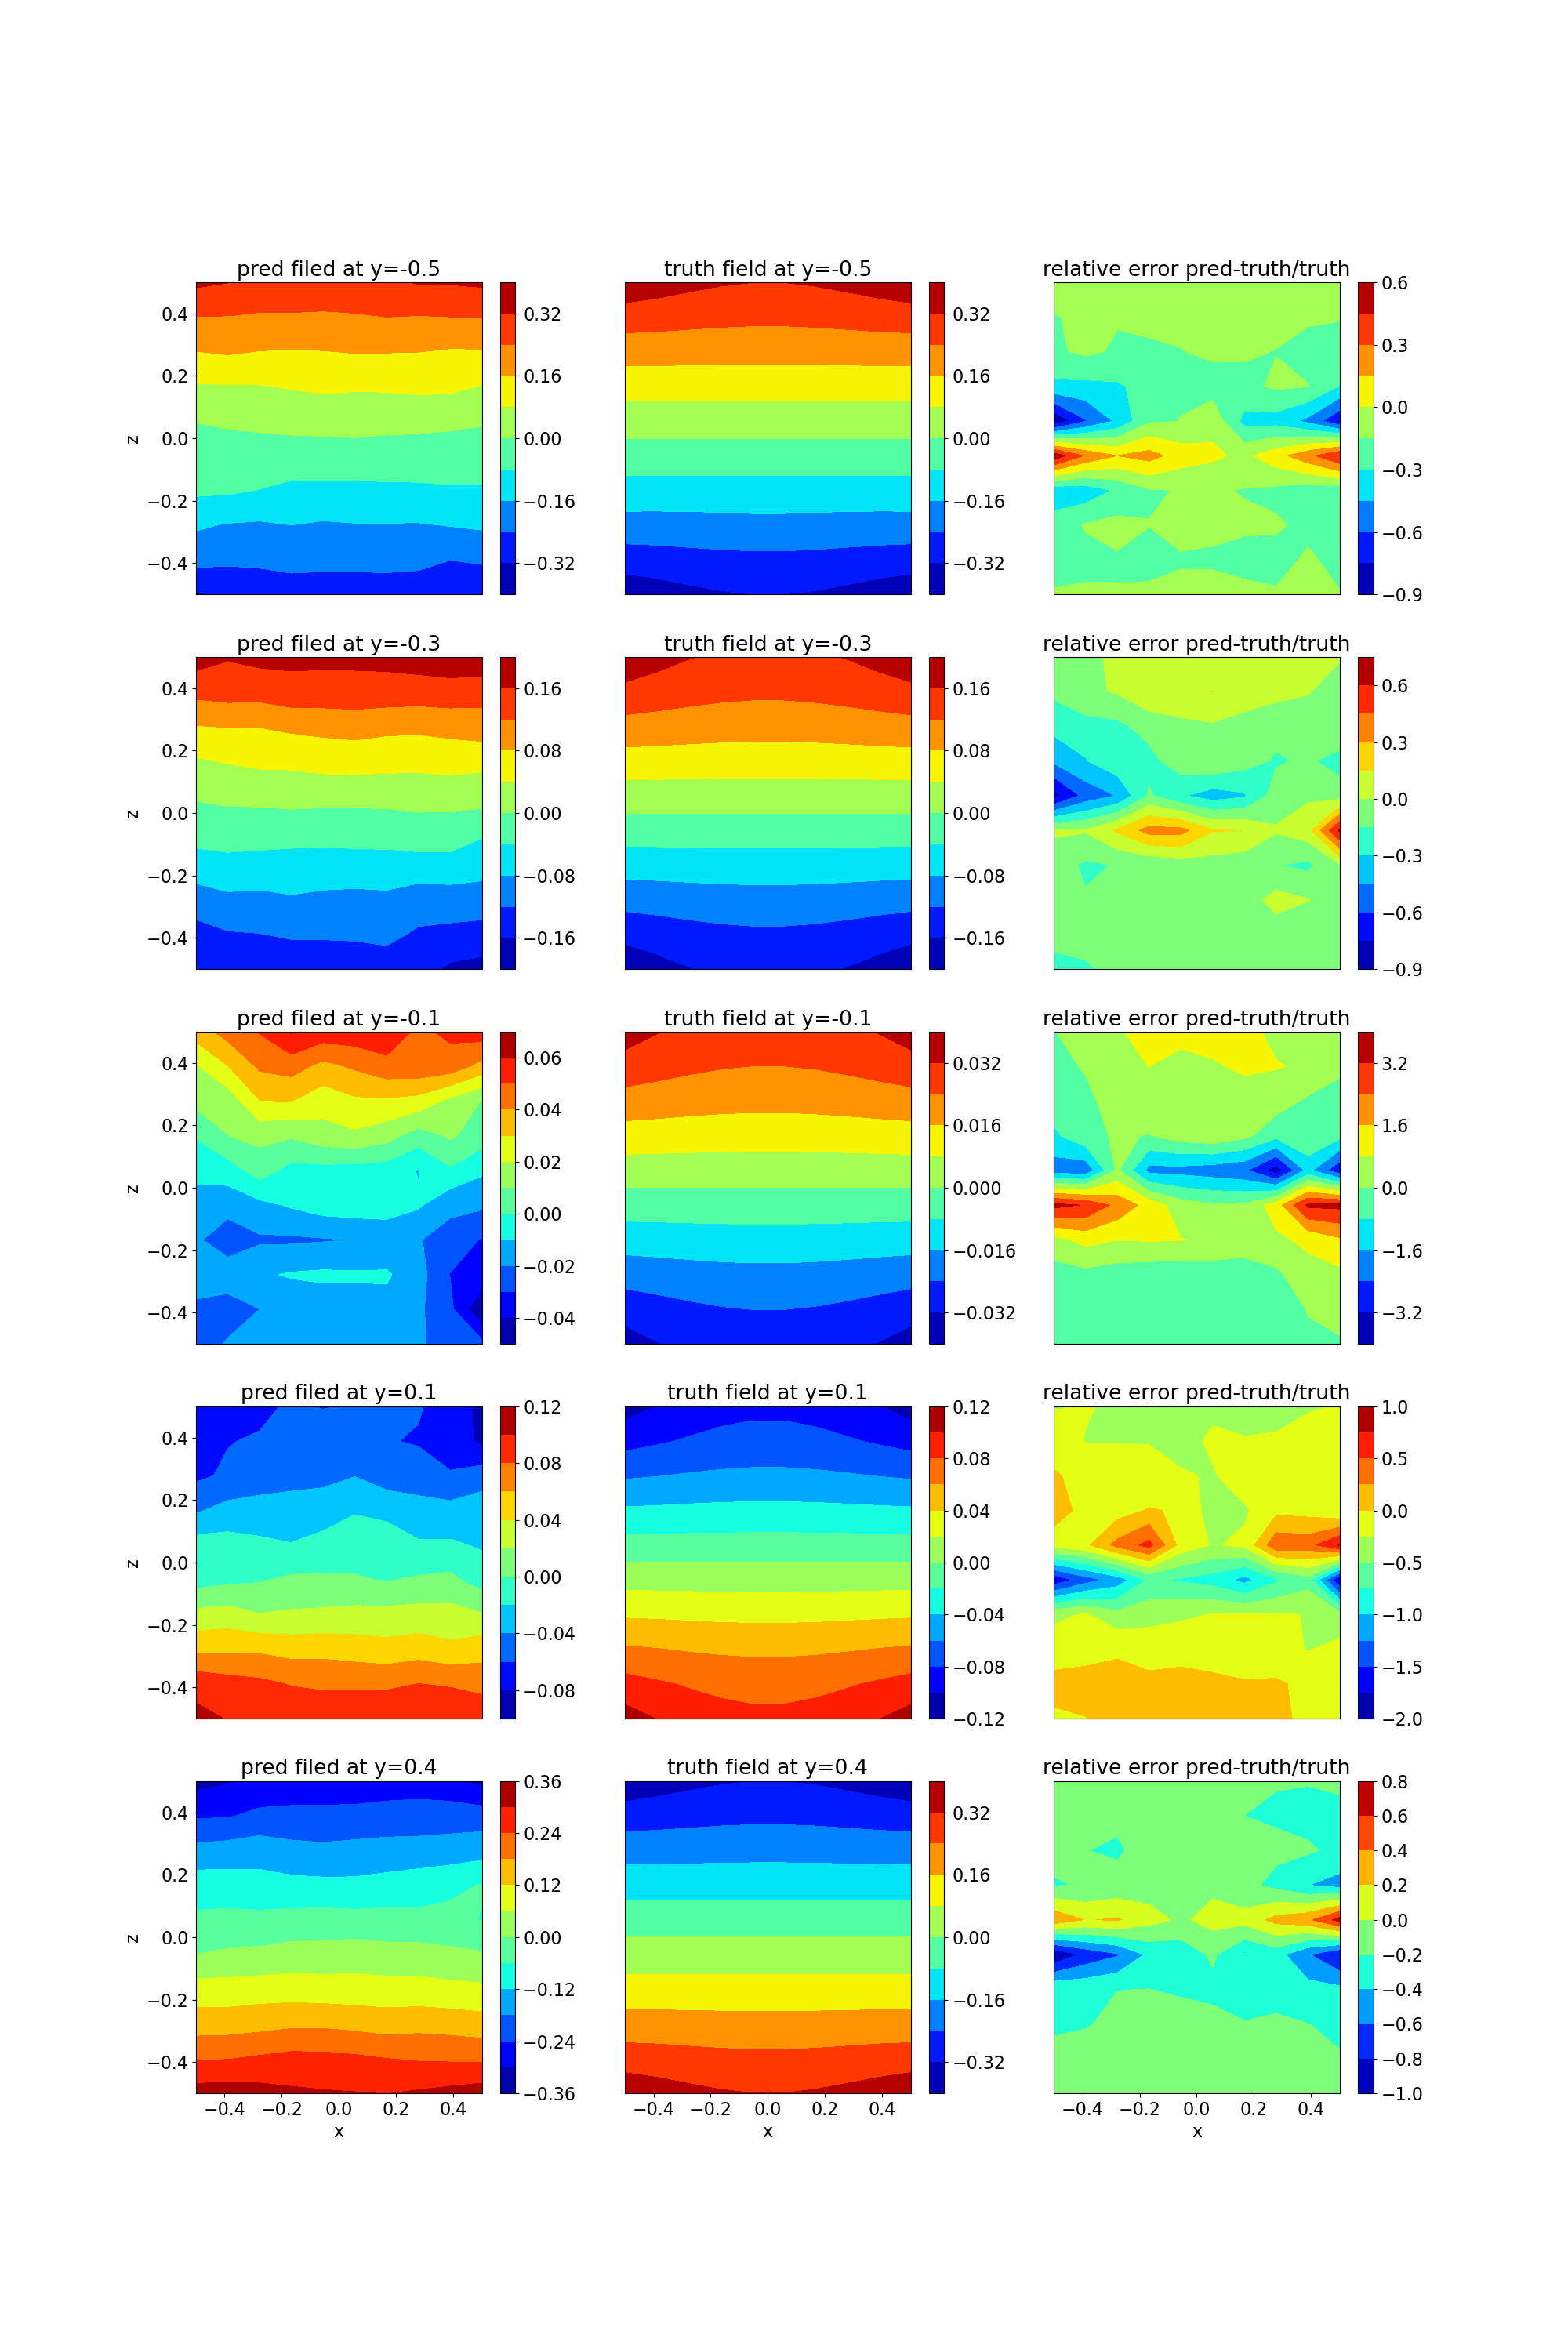 pred filed at y=-0.5 truth field at y=-0.5 relative error pred-truth/truth
z 0.4 0.2 0.0 −0.2 −0.4
0.32 0.16 0.00 −0.16 −0.32
0.32 0.16 0.00 −0.16 −0.32
0.6 0.3 0.0 −0.3 −0.6 −0.9
pred filed at y=-0.3 truth field at y=-0.3 relative error pred-truth/truth
z 0.4 0.2 0.0 −0.2 −0.4
0.16 0.08 0.00 −0.08 −0.16
0.16 0.08 0.00 −0.08 −0.16
0.6 0.3 0.0 −0.3 −0.6 −0.9
pred filed at y=-0.1 truth field at y=-0.1 relative error pred-truth/truth
z 0.4 0.2 0.0 −0.2 −0.4
0.06 0.04 0.02 0.00 −0.02 −0.04
0.032 0.016 0.000 −0.016 −0.032
3.2 1.6 0.0 −1.6 −3.2
pred filed at y=0.1 truth field at y=0.1 relative error pred-truth/truth
z 0.4 0.2 0.0 −0.2 −0.4
0.12 0.08 0.04 0.00 −0.04 −0.08
0.12 0.08 0.04 0.00 −0.04 −0.08 −0.12
1.0 0.5 0.0 −0.5 −1.0 −1.5 −2.0
pred filed at y=0.4 truth field at y=0.4 relative error pred-truth/truth
z 0.4 0.2 0.0 −0.2 −0.4
0.36 0.24 0.12 0.00 −0.12 −0.24 −0.36
0.32 0.16 0.00 −0.16 −0.32
0.8 0.6 0.4 0.2 0.0 −0.2 −0.4 −0.6 −0.8 −1.0
−0.4 −0.2 0.0 0.2 0.4 −0.4 −0.2 0.0 0.2 0.4 −0.4 −0.2 0.0 0.2 0.4
x x x